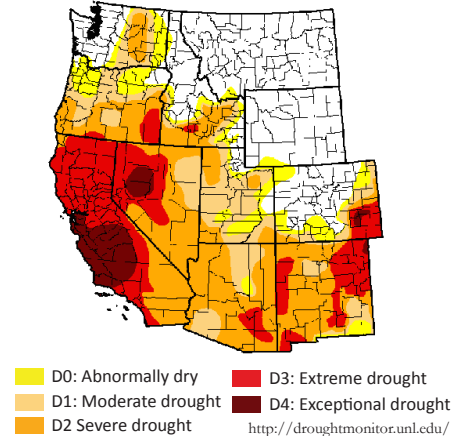 D0: Abnormally dry
D1: Moderate drought
D2 Severe drought
D3: Extreme drought
D4: Exceptional drought
http://droughtmonitor.unl.edu/